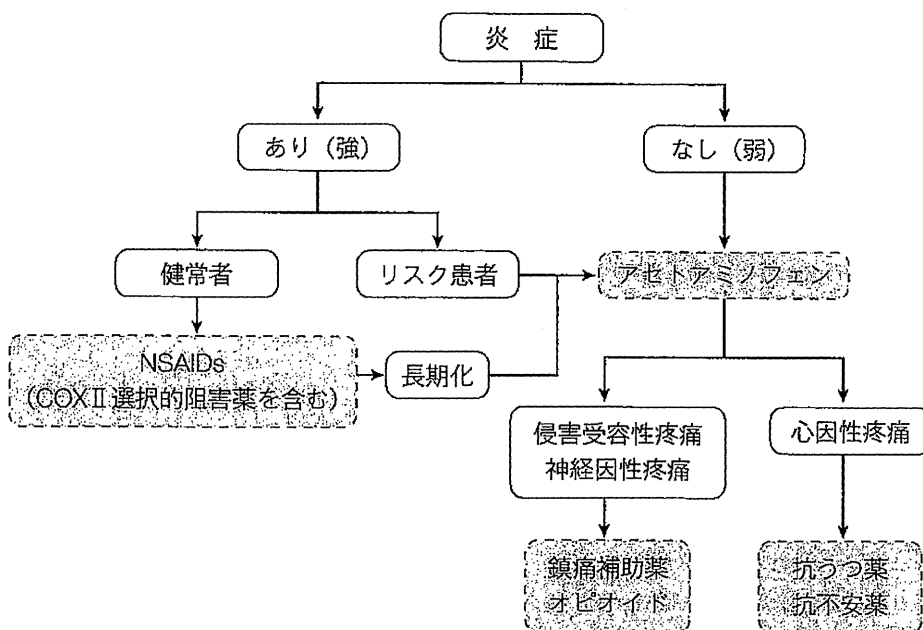 炎　症
あり（強）
なし（弱）
健常者
リスク患者
アセトアミノフェン
NSAIDs
(COXⅡ選択的阻害薬を含む)
長期化
侵害受容性疼痛
神経因性疼痛
心因性疼痛
鎮痛補助薬
オピオイド
抗うつ薬
抗不安薬